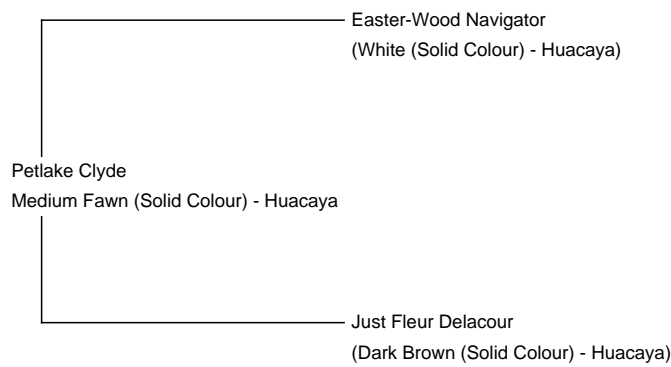 Easter-Wood Navigator
(White (Solid Colour) - Huacaya)
Petlake Clyde
Medium Fawn (Solid Colour) - Huacaya
Just Fleur Delacour
(Dark Brown (Solid Colour) - Huacaya)